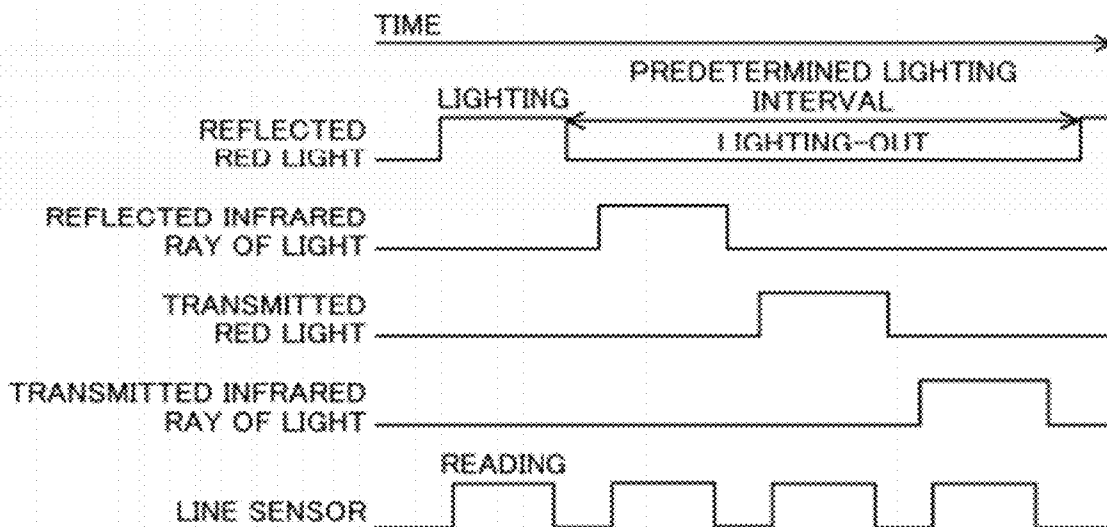 TIME
PREDETERMINED LIGHTING
LIGHTING INTERVAL
REFLECTED
RED LIGHT
LIGHTING-OUT
REFLECTED INFRARED
RAY OF LIGHT
TRANSMITTED
RED LIGHT
TRANSMITTED INFRARED
RAY OF LIGHT
READING
LINE SENSOR